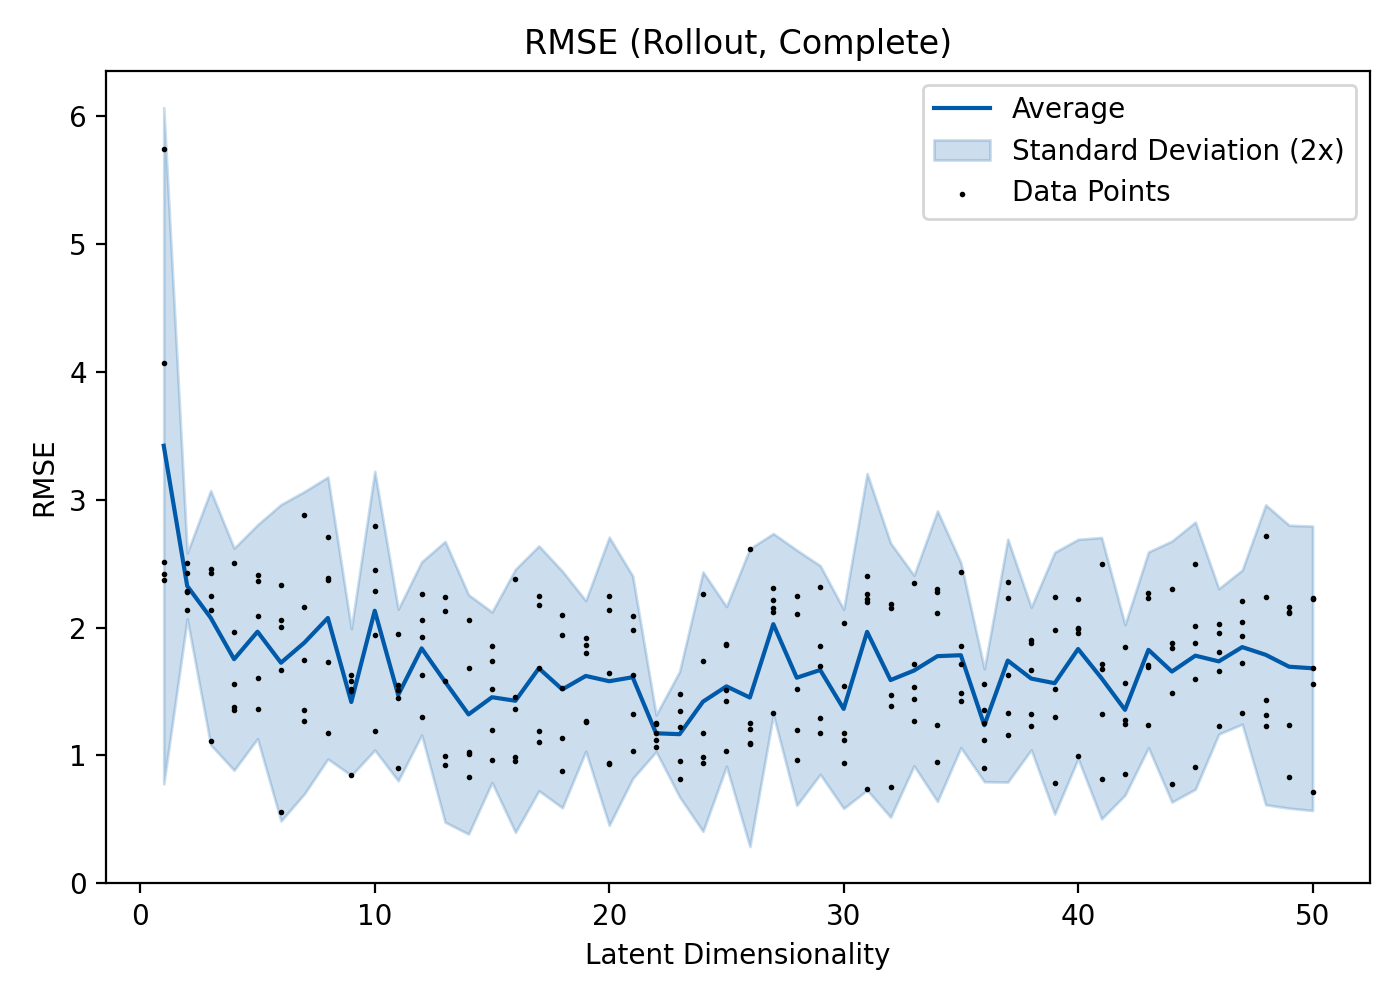 RMSE (Rollout, Complete)
Average
Standard Deviation (2x)
Data Points
RMSE
6
5
4
3
2
1
0
0 10 20 30 40 50
Latent Dimensionality